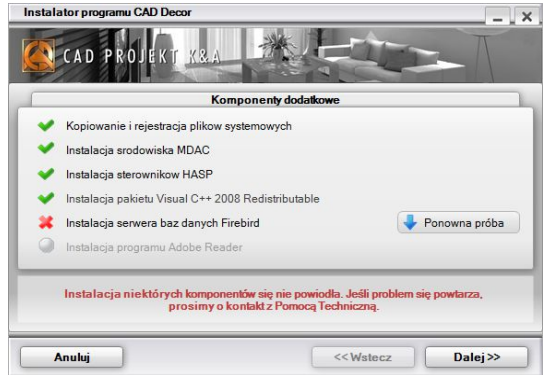 Instalator programu CAD Decor
CAD PROJEKT K&A
Komponenty dodatkowe
Kopiowanie i rejestracja plikow systemowych
Instalacja srodowiska MDAC
Instalacja sterownikow HASP
Instalacja pakietu Visual C++ 2008 Redistributable
Instalacja serwera baz danych Firebird
Ponowna próba
Instalacja programu Adobe Reader
Instalacja niektórych komponentów się nie powiodła. Jeśli problem się powtarza,
prosimy o kontakt z Pomocą Techniczną.
Anuluj
<< Wstecz
Dalej >>